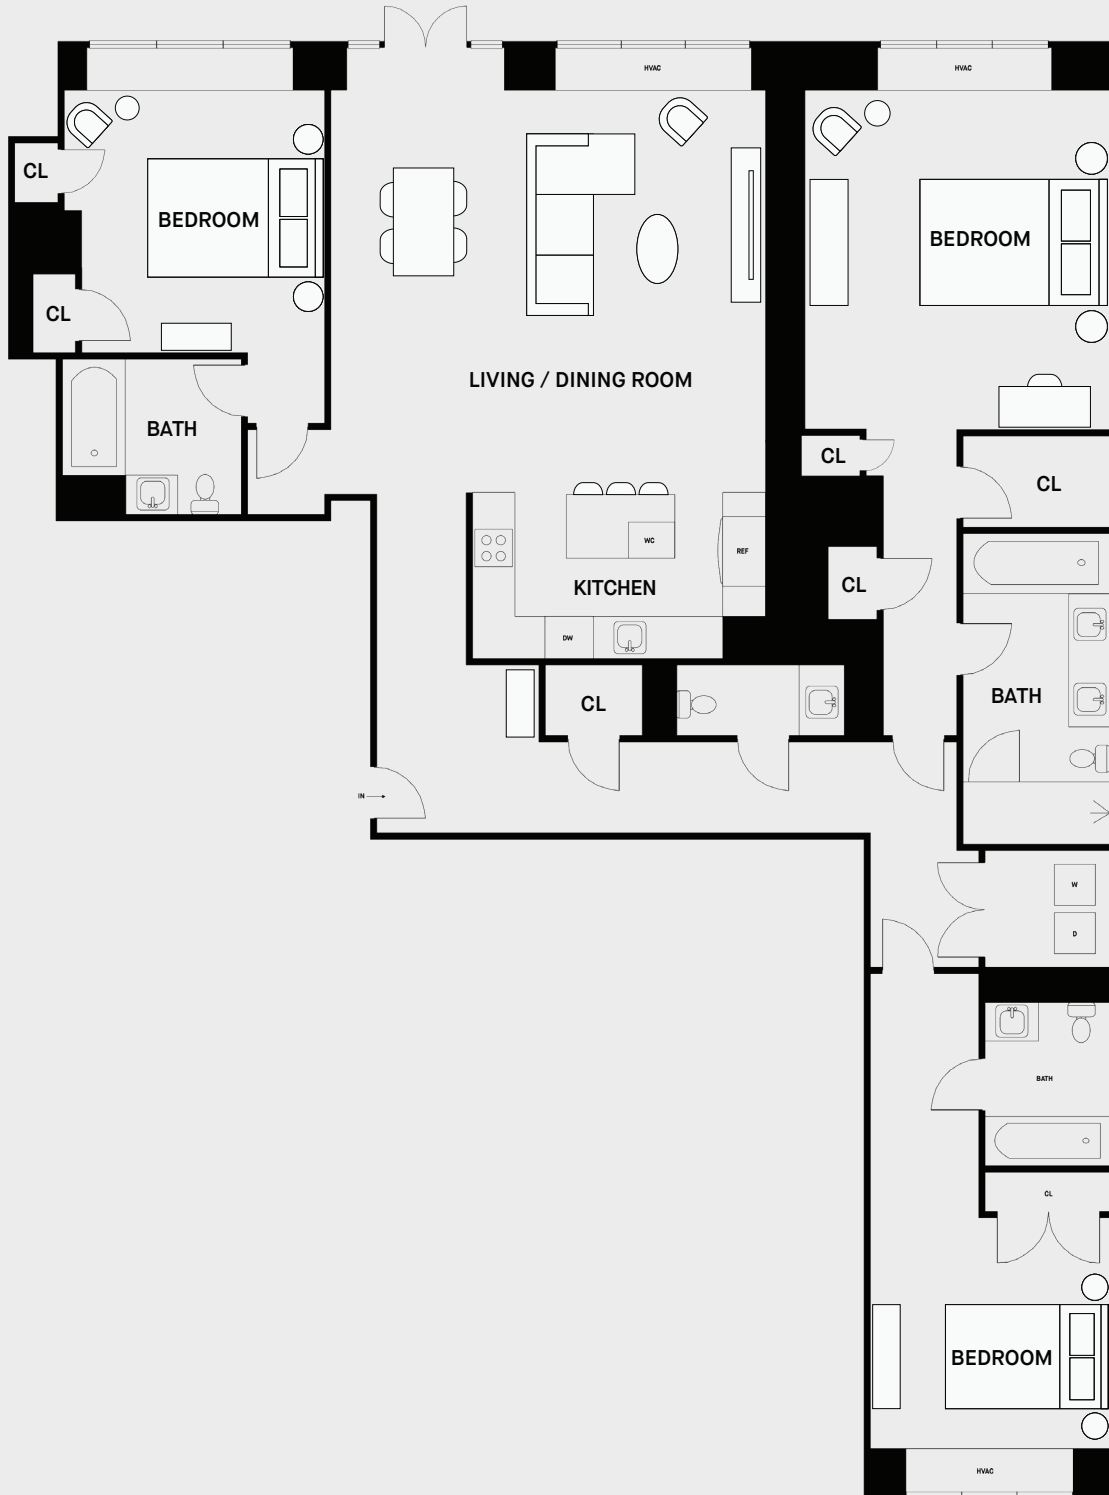 HVAC
HVAC
CL
BEDROOM
BEDROOM
CL
LIVING / DINING ROOM
BATH
CL
CL
WC
REF
KITCHEN
CL
DW
BATH
CL
IN
W
D
BATH
CL
BEDROOM
HVAC